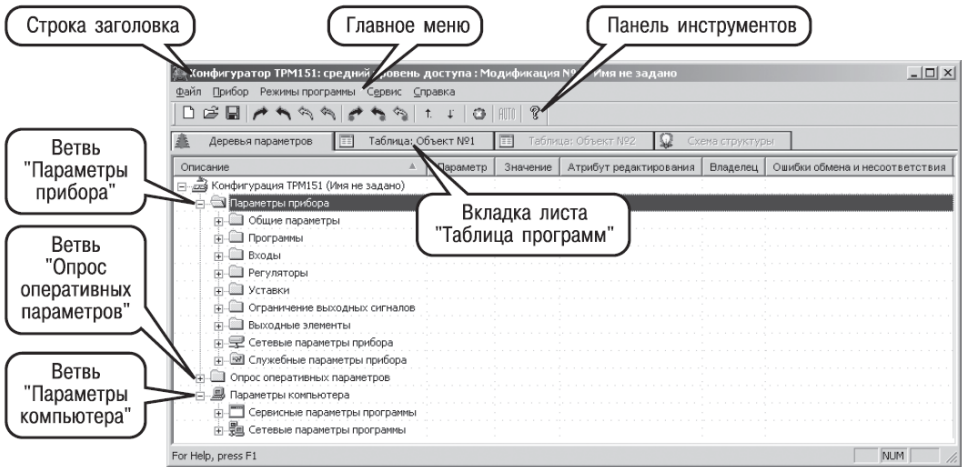 Строка заголовка
Главное меню
Панель инструментов
Конфигуратор ТРМ151: средний уровень доступа : Модификация Имя не задано
Файл Прибор Режимы программы Сервис Справка
AUTO
Деревья параметров
Таблица: Объект №1
Таблица: Объект №2
Схема структуры
Описание
Параметр
Значение
Атрибут редактирования
Владелец
Ошибки обмена и несоответствия
Ветвь
"Параметры
прибора"
Ветвь
"Опрос
оперативных
параметров"
Ветвь
"Параметры
компьютера"
Вкладка листа
"Таблица программ"
Конфигурация ТРМ151 (Имя не задано)
Параметры прибора
Общие параметры
Программы
Входы
Регуляторы
Уставки
Ограничение выходных сигналов
Выходные элементы
Сетевые параметры прибора
Служебные параметры прибора
Опрос оперативных параметров
Параметры компьютера
Сервисные параметры программы
Сетевые параметры программы
For Help, press F1
NUM